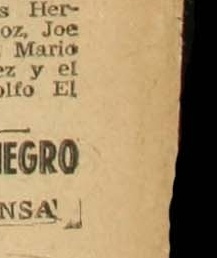 s Her-
oz, Joe
Mario
ez y el
olfo El
NEGRO
NSA